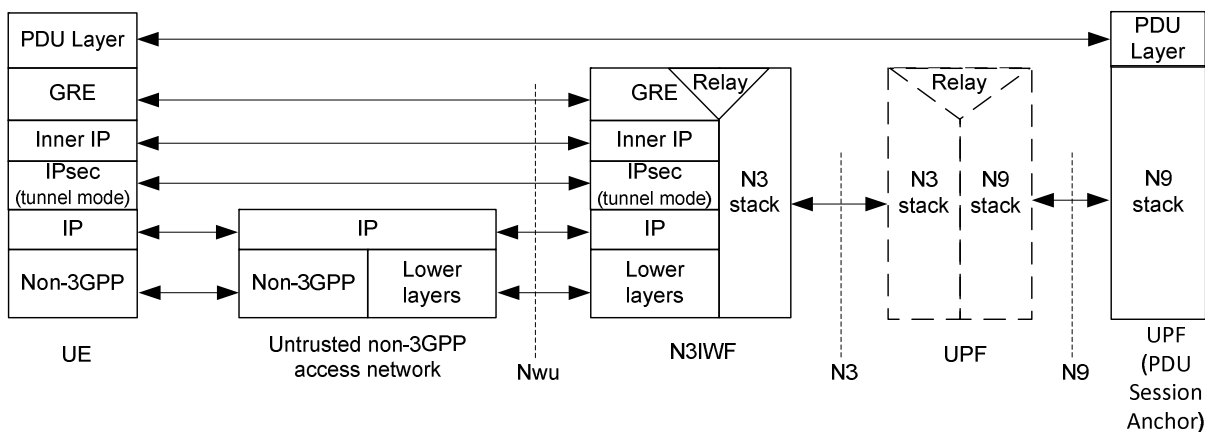 PDU Layer
GRE
Inner IP
IPsec
(tunnel mode)
IP
Non-3GPP
UE
IP
Non-3GPP
Lower
layers
Untrusted non-3GPP
access network
Nwu
GRE
Relay
Inner IP
IPsec
(tunnel mode)
IP
Lower
layers
N3
stack
N3IWF
N3
Relay
N3
stack
N9
stack
UPF
N9
PDU
Layer
N9
stack
UPF
(PDU
Session
Anchor)